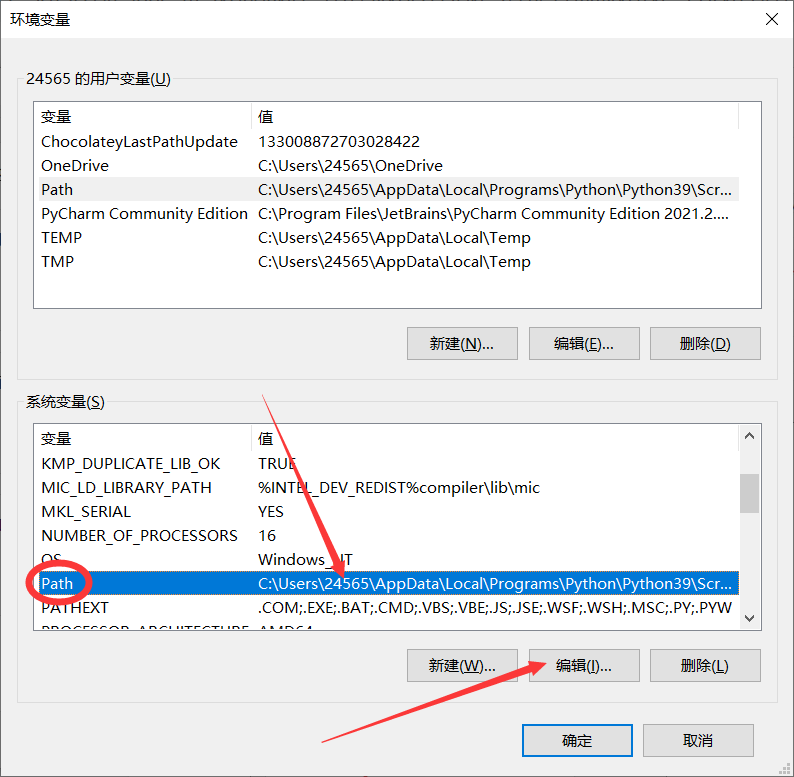 环境变量
24565 的用户变量(U)
变量 值
ChocolateyLastPathUpdate 133008872703028422
OneDrive C:\Users\24565\OneDrive
Path C:\Users\24565\AppData\Local\Programs\Python\Python39\Scr...
PyCharm Community Edition C:\Program Files\JetBrains\PyCharm Community Edition 2021.2....
TEMP C:\Users\24565\AppData\Local\Temp
TMP C:\Users\24565\AppData\Local\Temp
新建(N)... 编辑(E)... 删除(D)
系统变量(S)
变量 值
KMP_DUPLICATE_LIB_OK TRUE
MIC_LD_LIBRARY_PATH %INTEL_DEV_REDIST%compiler\lib\mic
MKL_SERIAL YES
NUMBER_OF_PROCESSORS 16
OS Windows_NT
Path C:\Users\24565\AppData\Local\Programs\Python\Python39\Scr...
PATHEXT .COM;.EXE;.BAT;.CMD;.VBS;.VBE;.JS;.JSE;.WSF;.WSH;.MSC;.PY;.PYW
PROCESSOR_ARCHITECTURE AMD64
新建(W)... 编辑(I)... 删除(L)
确定 取消